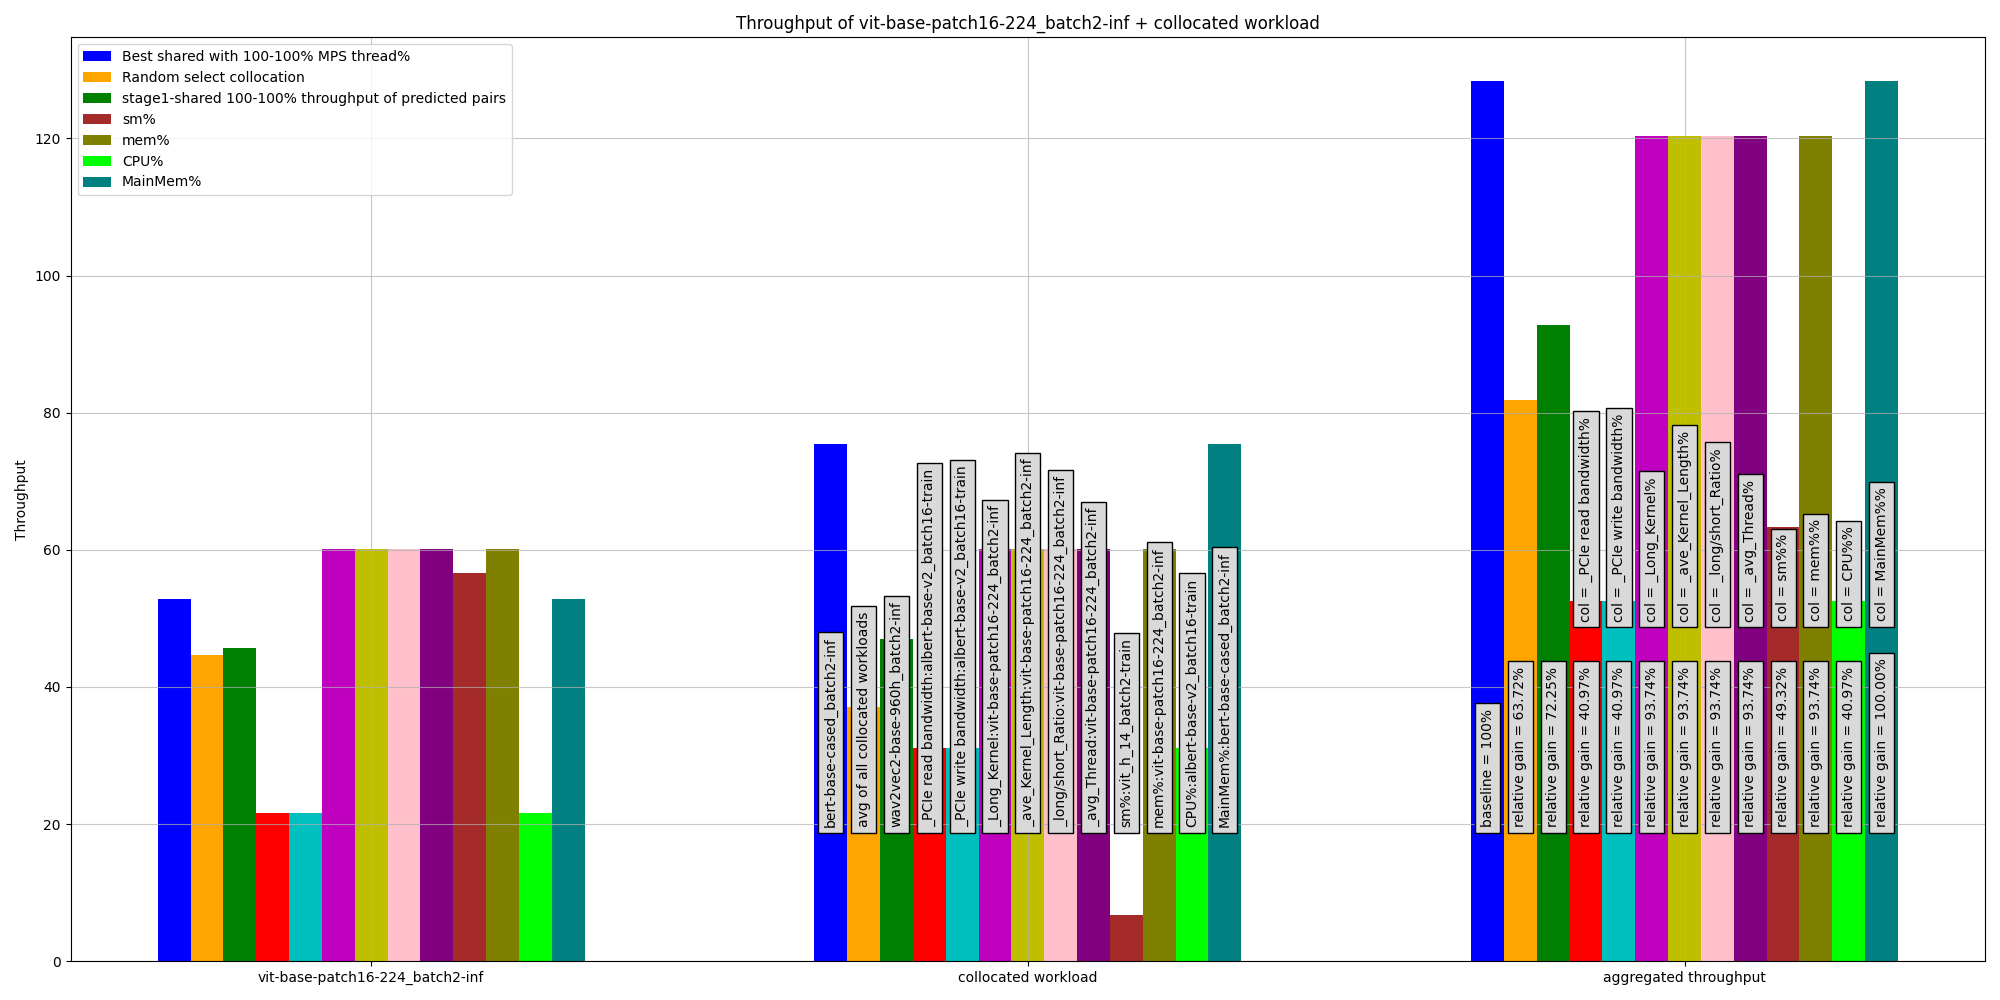 Throughput of vit-base-patch16-224_batch2-inf + collocated workload
Best shared with 100-100% MPS thread%
Random select collocation
stage1-shared 100-100% throughput of predicted pairs
sm%
mem%
CPU%
MainMem%
Throughput
120
100
80
60
40
20
0
bert-base-cased_batch2-inf
avg of all collocated workloads
wav2vec2-base-960h_batch2-inf
_PCIe read bandwidth:albert-base-v2_batch16-train
_PCIe write bandwidth:albert-base-v2_batch16-train
_Long_Kernel:vit-base-patch16-224_batch2-inf
_ave_Kernel_Length:vit-base-patch16-224_batch2-inf
_long/short_Ratio:vit-base-patch16-224_batch2-inf
_avg_Thread:vit-base-patch16-224_batch2-inf
sm%:vit_h_14_batch2-train
mem%:vit-base-patch16-224_batch2-inf
CPU%:albert-base-v2_batch16-train
MainMem%:bert-base-cased_batch2-inf
col = _PCIe read bandwidth%
col = _PCIe write bandwidth%
col = _Long_Kernel%
col = _ave_Kernel_Length%
col = _long/short_Ratio%
col = _avg_Thread%
col = sm%%
col = mem%%
col = CPU%%
col = MainMem%%
baseline = 100%
relative gain = 63.72%
relative gain = 72.25%
relative gain = 40.97%
relative gain = 40.97%
relative gain = 93.74%
relative gain = 93.74%
relative gain = 93.74%
relative gain = 93.74%
relative gain = 49.32%
relative gain = 93.74%
relative gain = 40.97%
relative gain = 100.00%
vit-base-patch16-224_batch2-inf
collocated workload
aggregated throughput